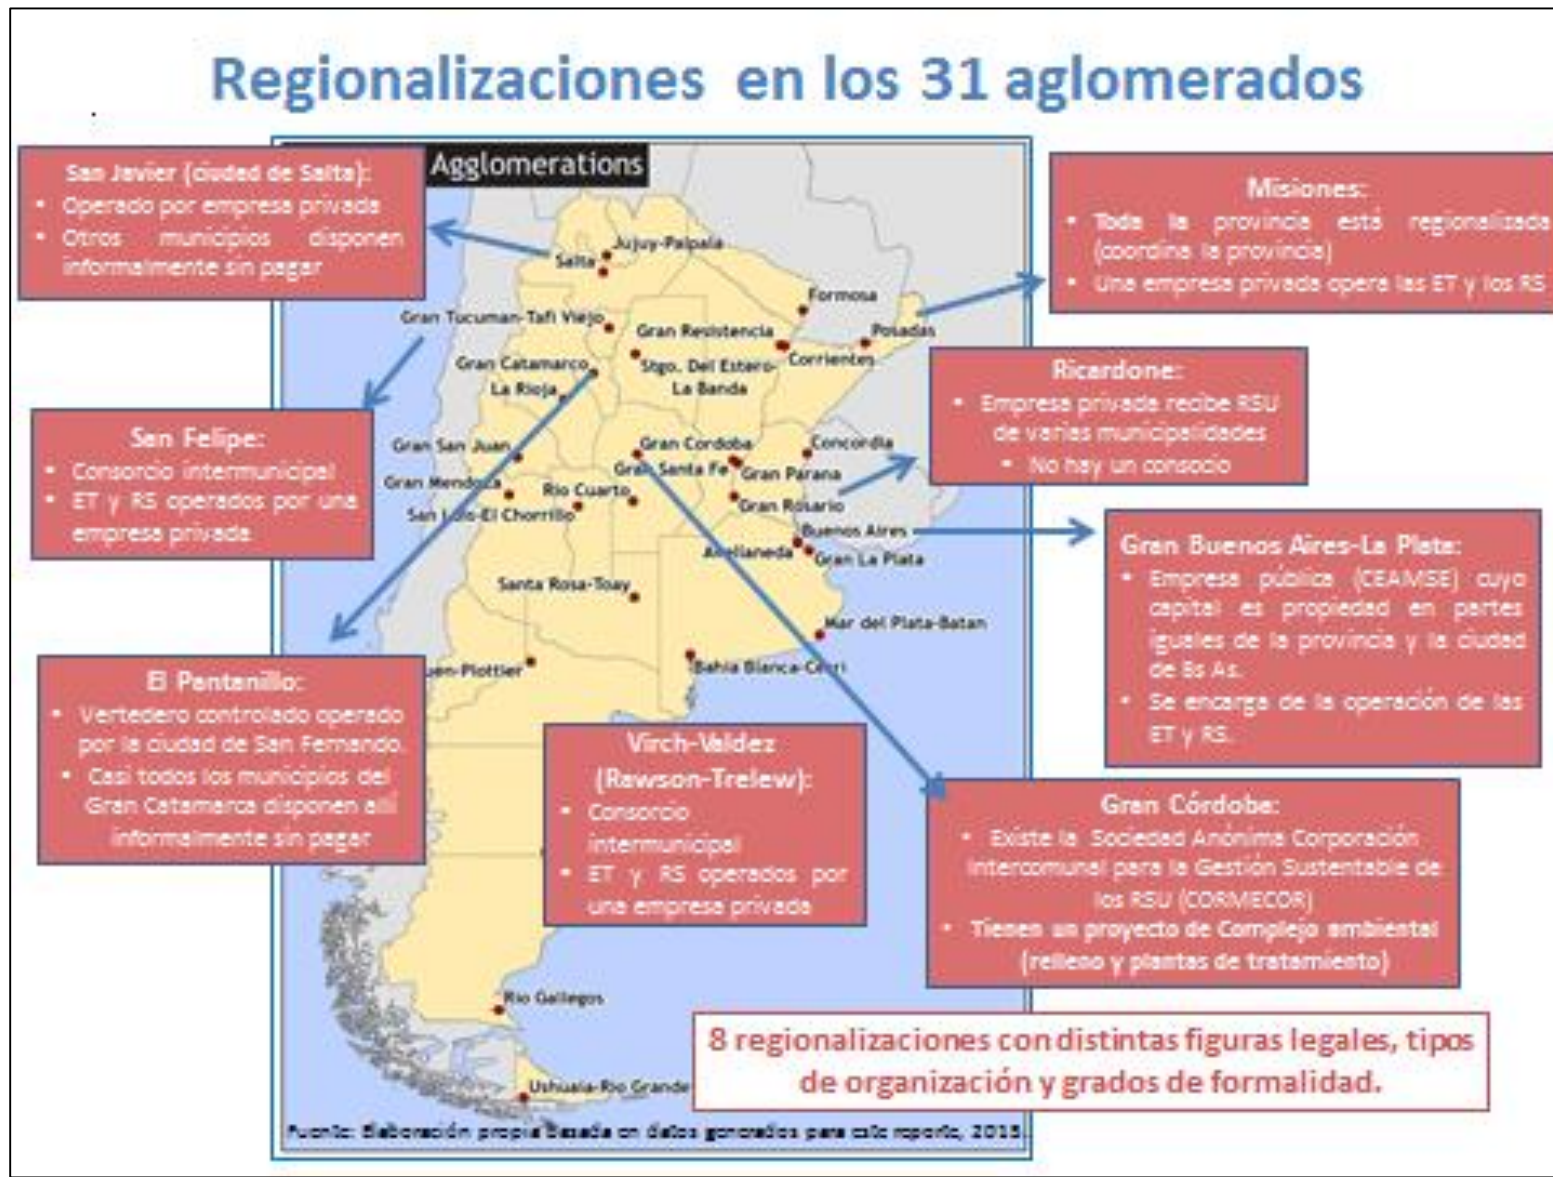 Regionalizaciones en los 31 aglomerados
Agglomerations
San Javier (ciudad de Salta):
• Operado por empresa privada
• Otros municipios disponen
informalmente sin pagar
Misiones:
• Toda la provincia está regionalizada
(coordina la provincia)
• Una empresa privada opera las ET y los RS
Jujuy-Palpala
Salta
Formosa
Gran Tucuman-Tafi Viejo
Gran Resistencia
Posadas
Corrientes
Gran Catamarco
Stgo. Del Estero-
La Banda
La Rioja
Ricardone:
• Empresa privada recibe RSU
de varias municipalidades
• No hay un consocio
San Felipe:
• Consorcio intermunicipal
• ET y RS operados por una
empresa privada
Gran San Juan
Gran Cordoba
Concordia
Gran Santa Fe
Gran Parana
Gran Mendoza
Rio Cuarto
Gran Rosario
San Luis-El Chorrillo
Buenos Aires
Avellaneda
Gran La Plata
Gran Buenos Aires-La Plata:
• Empresa pública (CEAMSE) cuyo
capital es propiedad en partes
iguales de la provincia y la ciudad
de Bs As.
• Se encarga de la operación de las
ET y RS.
Santa Rosa-Toay
Mar del Plata-Batan
uen-Plottier
Bahia Blanca-Cerri
El Pantanillo:
• Vertedero controlado operado
por la ciudad de San Fernando.
• Casi todos los municipios del
Gran Catamarca disponen allí
informalmente sin pagar
Virch-Valdez
(Rawson-Trelew):
• Consorcio
intermunicipal
• ET y RS operados por
una empresa privada
Gran Córdoba:
• Existe la Sociedad Anónima Corporación
Intercomunal para la Gestión Sustentable de
los RSU (CORMECOR)
• Tienen un proyecto de Complejo ambiental
(relleno y plantas de tratamiento)
Rio Gallegos
8 regionalizaciones con distintas figuras legales, tipos
de organización y grados de formalidad.
Ushuaia-Rio Grande
Fuente: Elaboración propia basada en datos generados para este reporte, 2015.